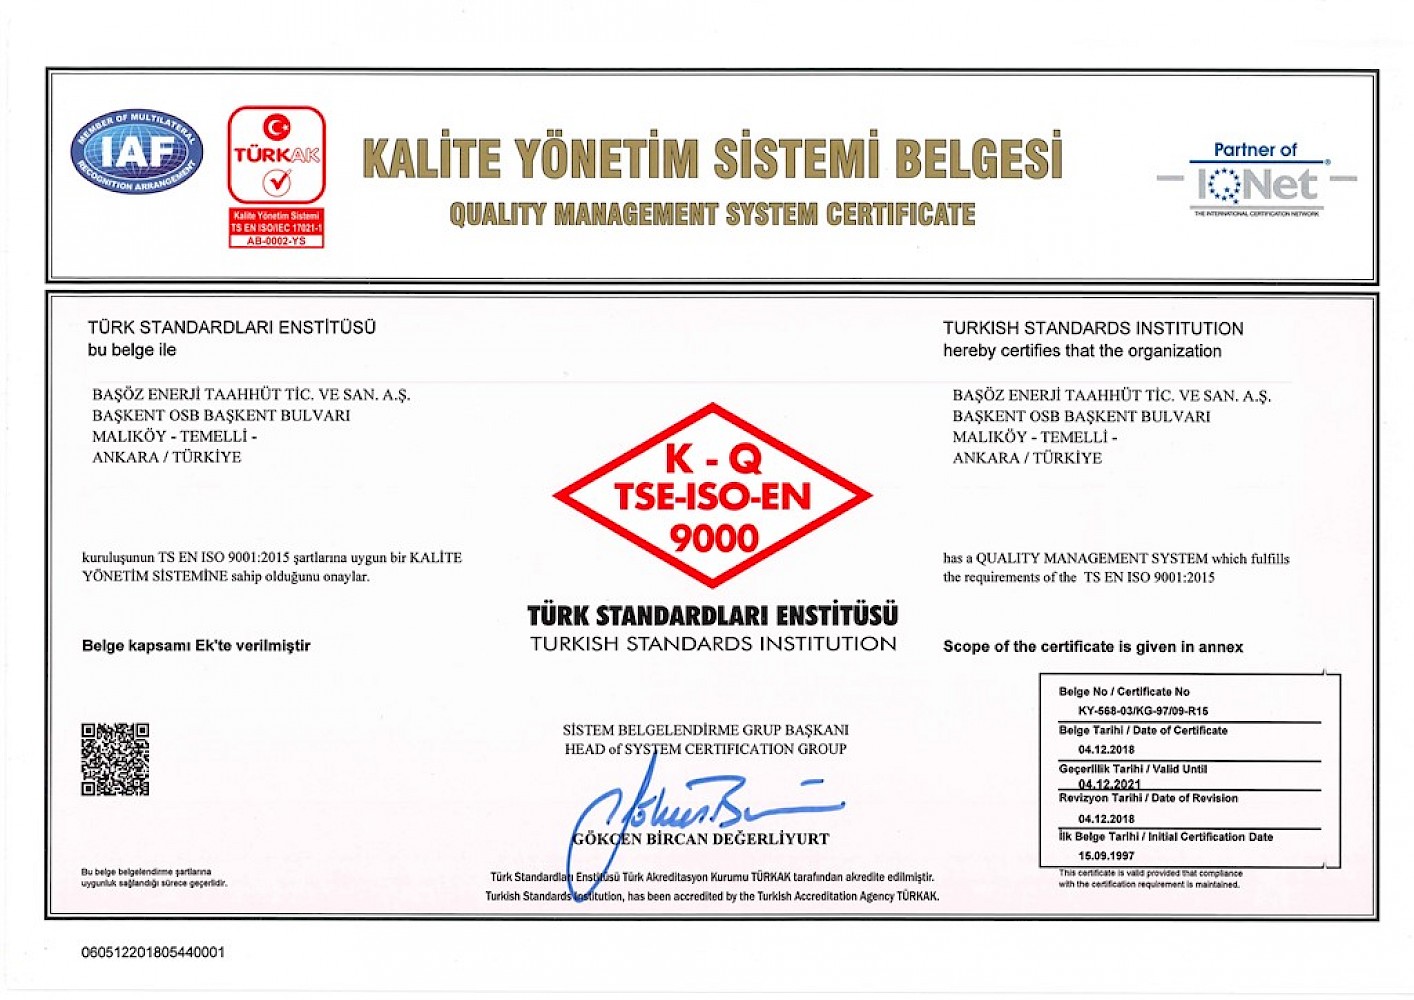 MEMBER OF MULTILATERAL
IAF
RECOGNITION ARRANGEMENT
TÜRKAK
Kalite Yönetim Sistemi
TS EN ISO/IEC 17021-1
AB-0002-YS
KALİTE YÖNETİM SİSTEMİ BELGESİ
QUALITY MANAGEMENT SYSTEM CERTIFICATE
Partner of
IQNet®
THE INTERNATIONAL CERTIFICATION NETWORK
TÜRK STANDARDLARI ENSTİTÜSÜ
bu belge ile
BAŞÖZ ENERJİ TAAHHÜT TİC. VE SAN. A.Ş.
BAŞKENT OSB BAŞKENT BULVARI
MALIKÖY - TEMELLİ -
ANKARA / TÜRKİYE
kuruluşunun TS EN ISO 9001:2015 şartlarına uygun bir KALİTE
YÖNETİM SİSTEMİNE sahip olduğunu onaylar.
Belge kapsamı Ek'te verilmiştir
K - Q
TSE-ISO-EN
9000
TÜRK STANDARDLARI ENSTİTÜSÜ
TURKISH STANDARDS INSTITUTION
TURKISH STANDARDS INSTITUTION
hereby certifies that the organization
BAŞÖZ ENERJİ TAAHHÜT TİC. VE SAN. A.Ş.
BAŞKENT OSB BAŞKENT BULVARI
MALIKÖY - TEMELLİ -
ANKARA / TÜRKİYE
has a QUALITY MANAGEMENT SYSTEM which fulfills
the requirements of the TS EN ISO 9001:2015
Scope of the certificate is given in annex
SİSTEM BELGELENDİRME GRUP BAŞKANI
HEAD of SYSTEM CERTIFICATION GROUP
GÖKÇEN BİRCAN DEĞERLİYURT
Türk Standardları Enstitüsü Türk Akreditasyon Kurumu TÜRKAK tarafından akredite edilmiştir.
Turkish Standards Institution, has been accredited by the Turkish Accreditation Agency TÜRKAK.
Belge No / Certificate No
KY-568-03/KG-97/09-R15
Belge Tarihi / Date of Certificate
04.12.2018
Geçerlilik Tarihi / Valid Until
04.12.2021
Revizyon Tarihi / Date of Revision
04.12.2018
İlk Belge Tarihi / Initial Certification Date
15.09.1997
This certificate is valid provided that compliance
with the certification requirement is maintained.
Bu belge belgelendirme şartlarına
uygunluk sağlandığı sürece geçerlidir.
060512201805440001